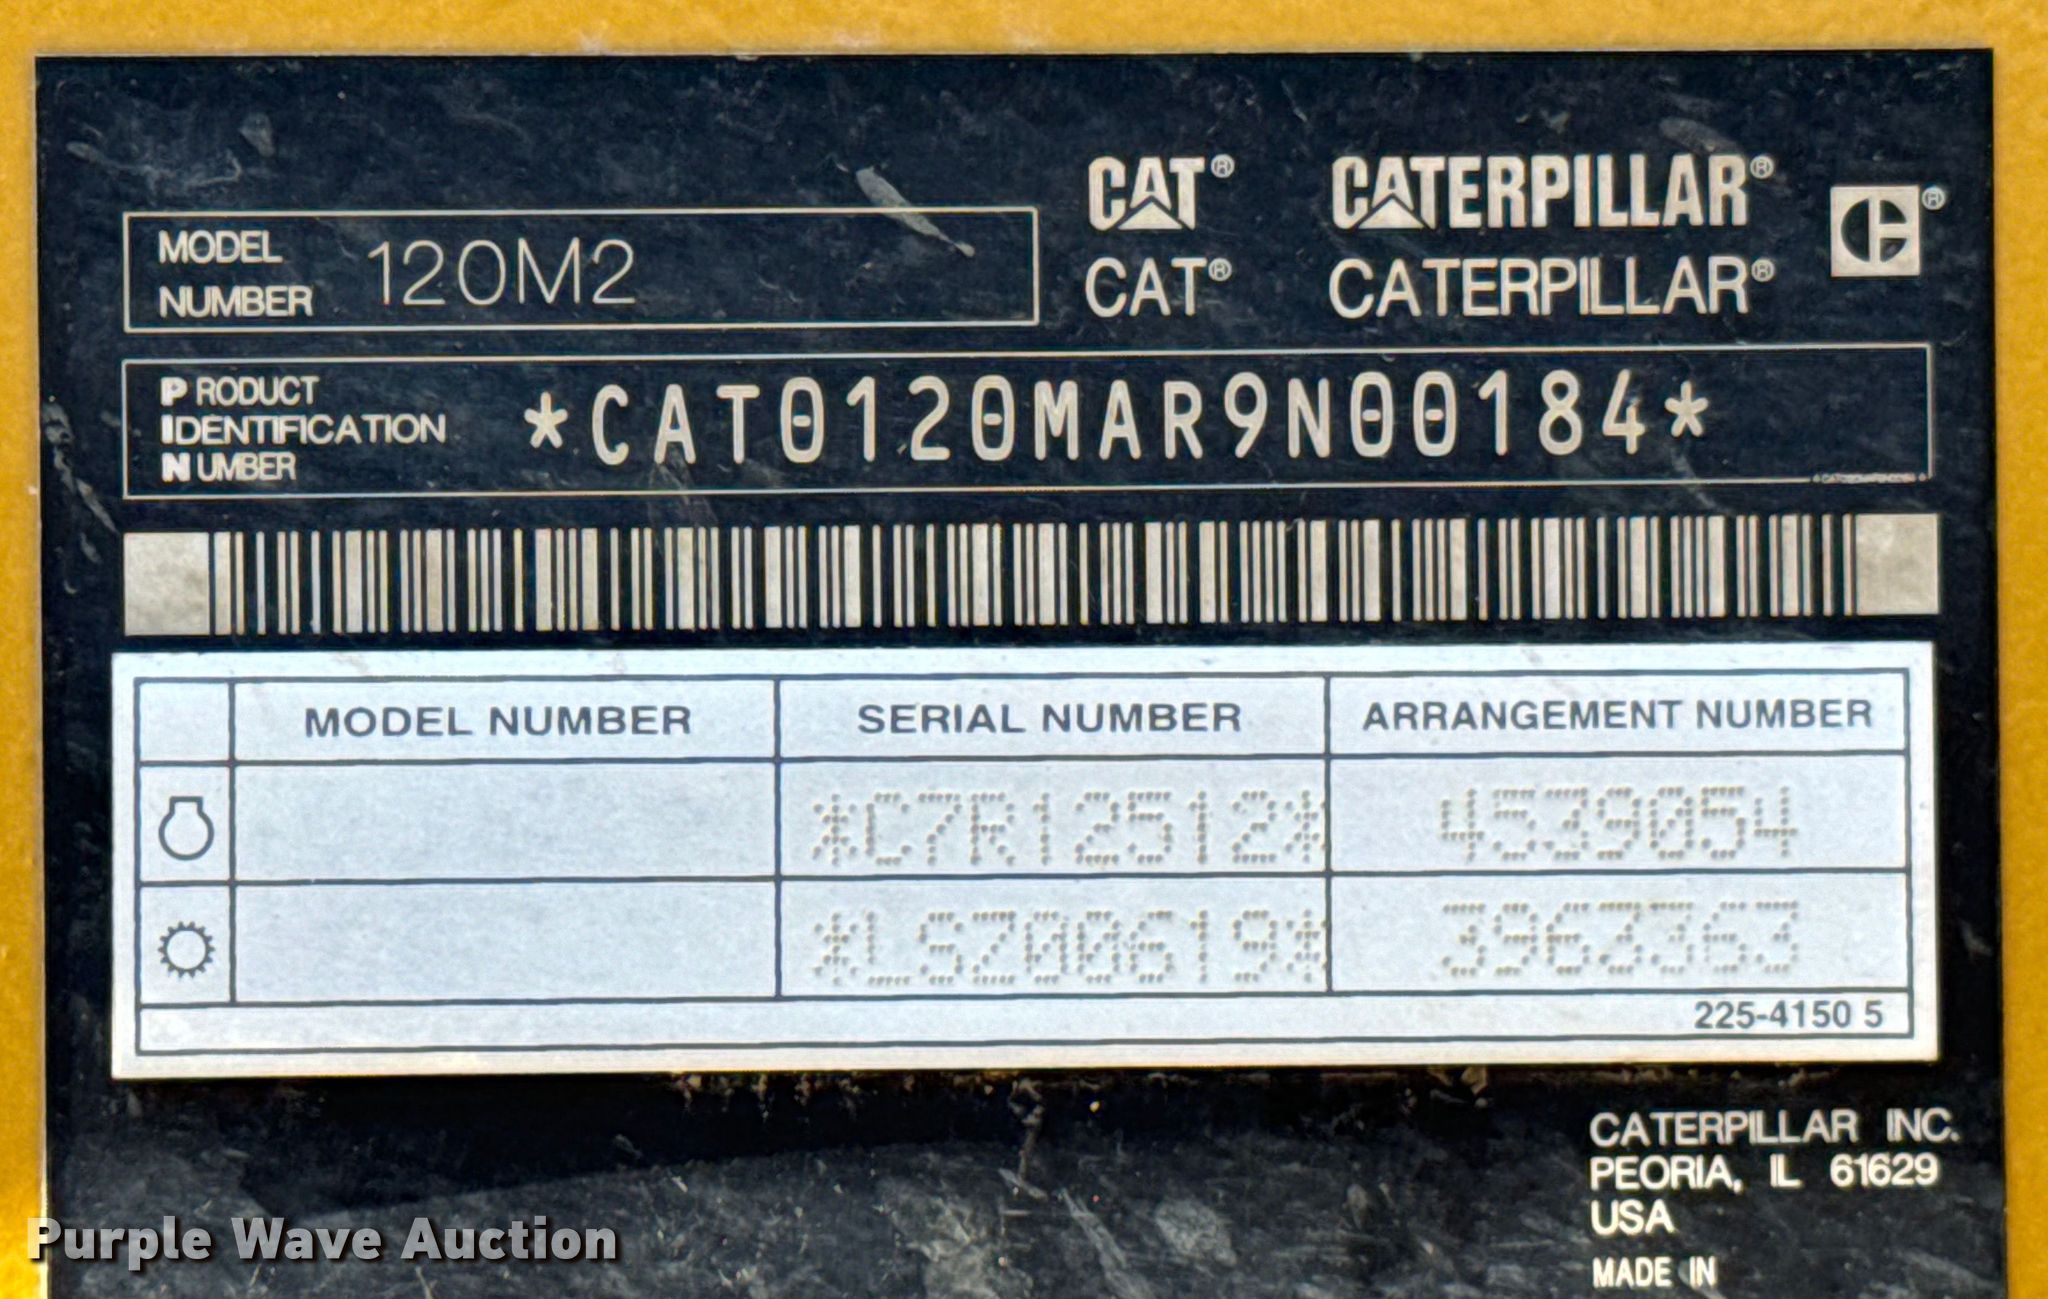 CAT® CATERPILLAR® ®
CAT® CATERPILLAR®
MODEL
NUMBER 120M2
PRODUCT
IDENTIFICATION
NUMBER
*CAT0120MAR9N00184*
MODEL NUMBER SERIAL NUMBER ARRANGEMENT NUMBER
*C7R12512* 4539054
*LSZ00619* 3962363
225-4150 5
CATERPILLAR INC.
PEORIA, IL 61629
USA
MADE IN
Purple Wave Auction